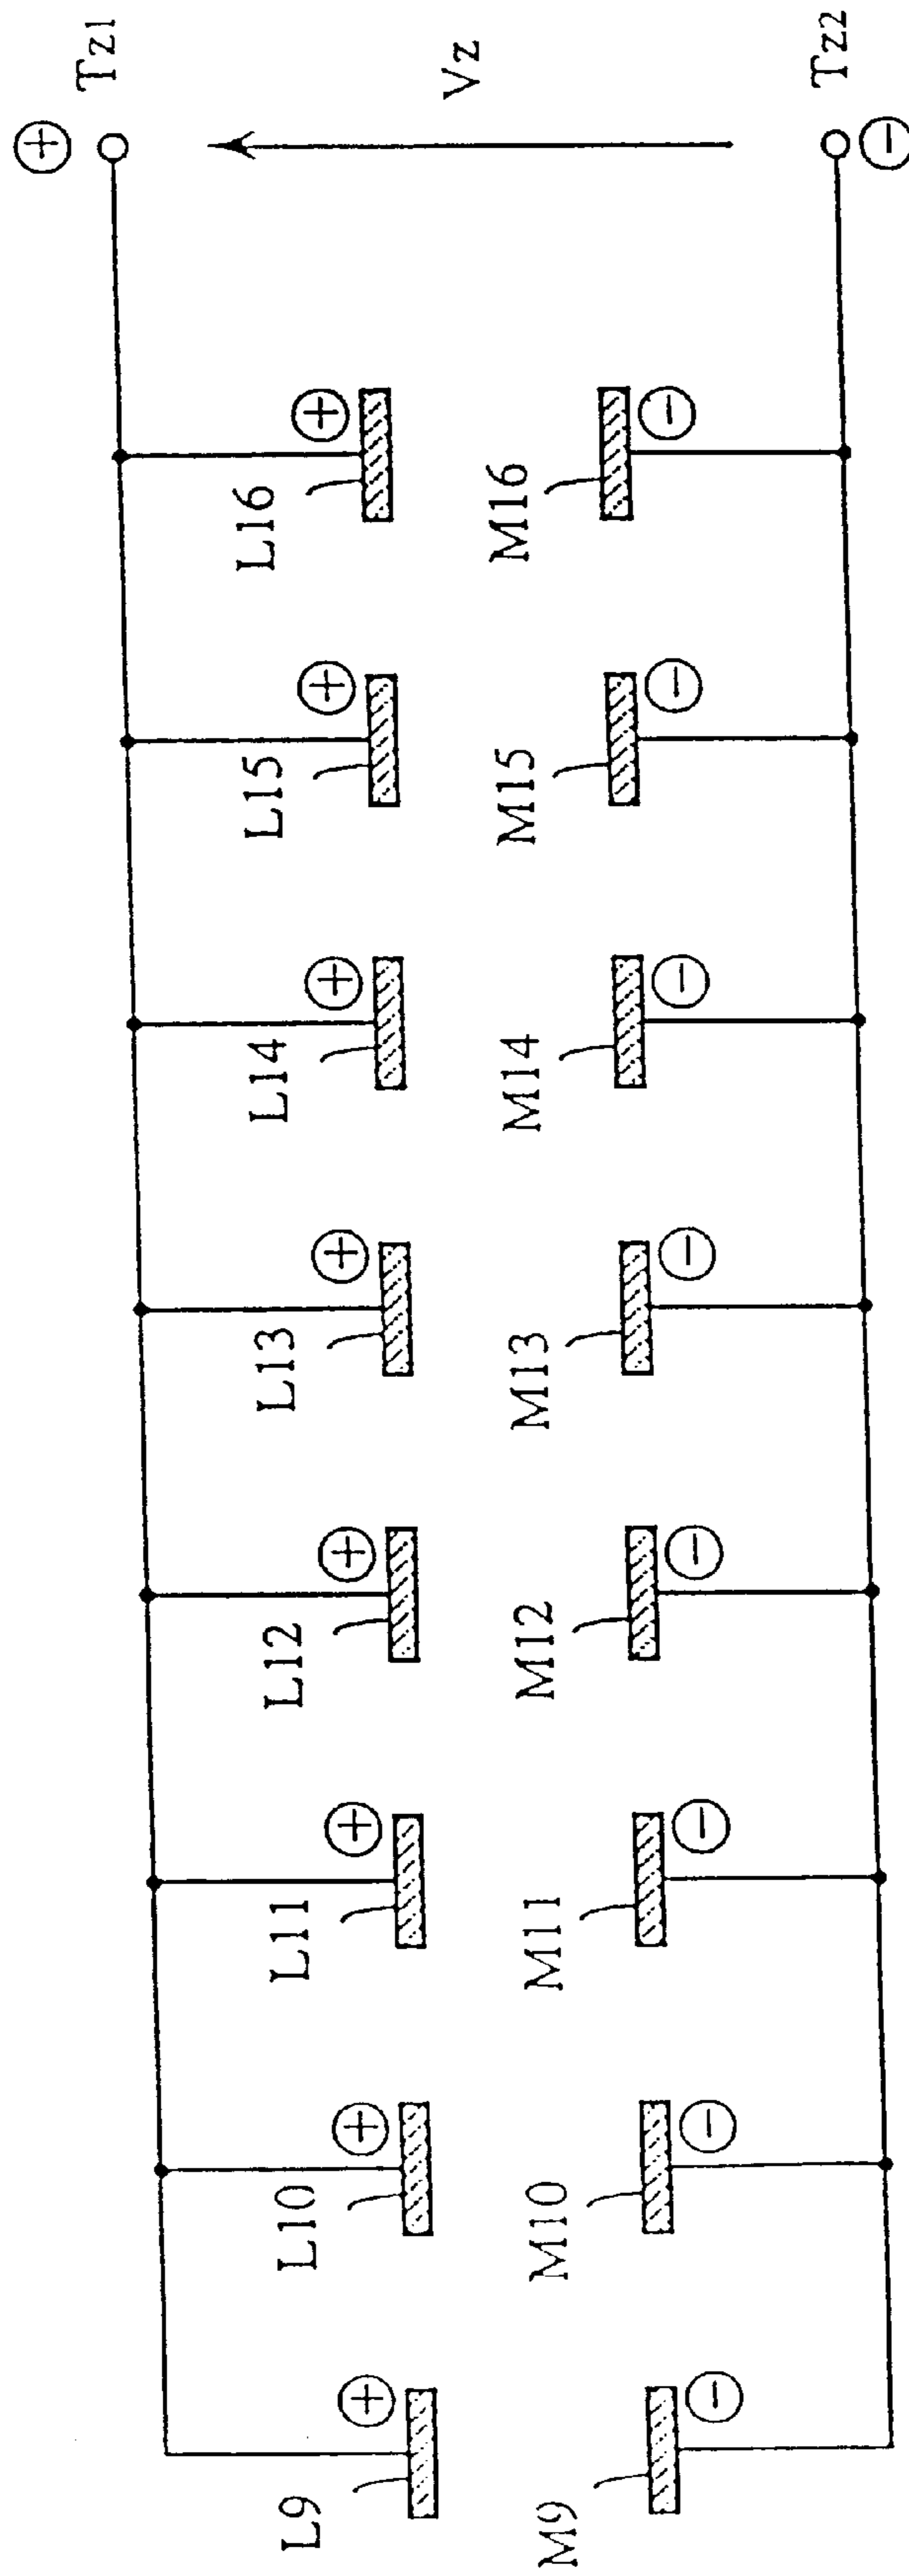 ⊕
Tz1
Vz
Tz2
⊖
L16 ⊕
M16 ⊖
L15 ⊕
M15 ⊖
L14 ⊕
M14 ⊖
L13 ⊕
M13 ⊖
L12 ⊕
M12 ⊖
L11 ⊕
M11 ⊖
L10 ⊕
M10 ⊖
L9 ⊕
M9 ⊖